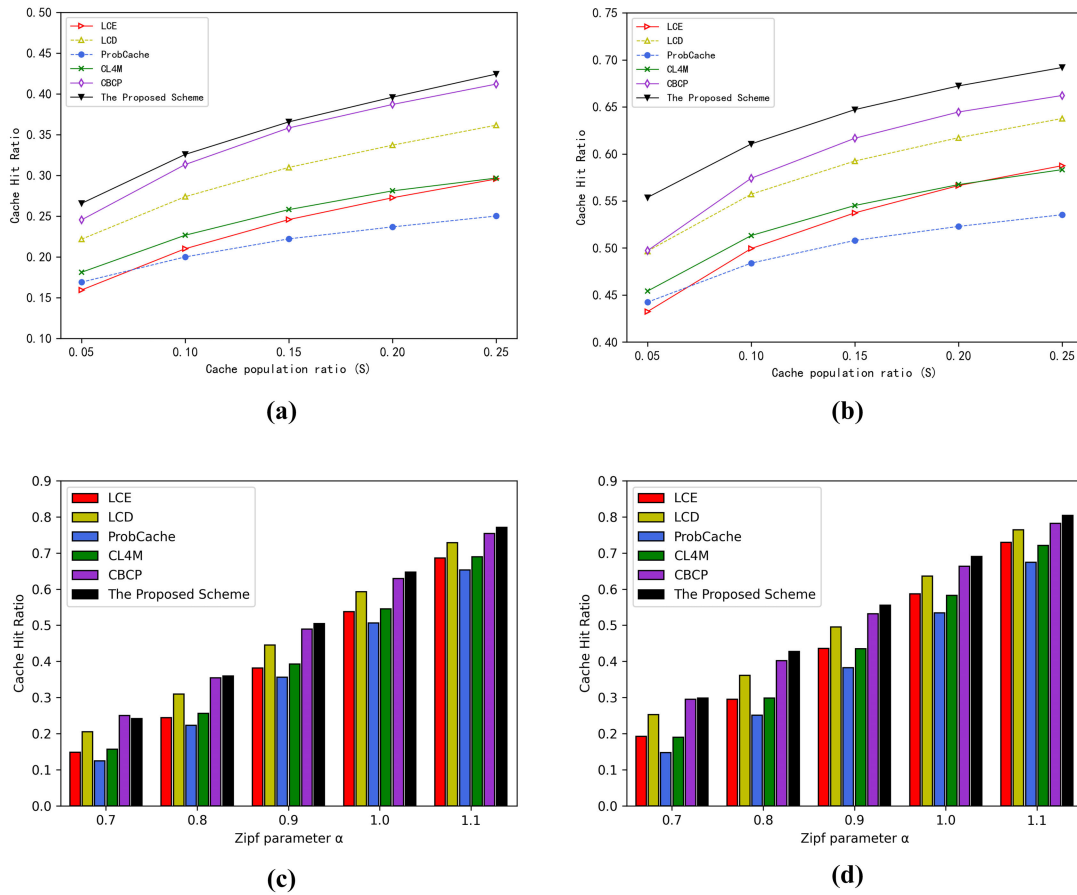 0.50
0.45
0.40
0.35
0.30
0.25
0.20
0.15
0.10
Cache Hit Ratio
LCE
LCD
ProbCache
CL4M
CBCP
The Proposed Scheme
0.05 0.10 0.15 0.20 0.25
Cache population ratio (S)
(a)
0.75
0.70
0.65
0.60
0.55
0.50
0.45
0.40
Cache Hit Ratio
LCE
LCD
ProbCache
CL4M
CBCP
The Proposed Scheme
0.05 0.10 0.15 0.20 0.25
Cache population ratio (S)
(b)
0.9
0.8
0.7
0.6
0.5
0.4
0.3
0.2
0.1
0.0
Cache Hit Ratio
LCE
LCD
ProbCache
CL4M
CBCP
The Proposed Scheme
0.7 0.8 0.9 1.0 1.1
Zipf parameter α
(c)
0.9
0.8
0.7
0.6
0.5
0.4
0.3
0.2
0.1
0.0
Cache Hit Ratio
LCE
LCD
ProbCache
CL4M
CBCP
The Proposed Scheme
0.7 0.8 0.9 1.0 1.1
Zipf parameter α
(d)